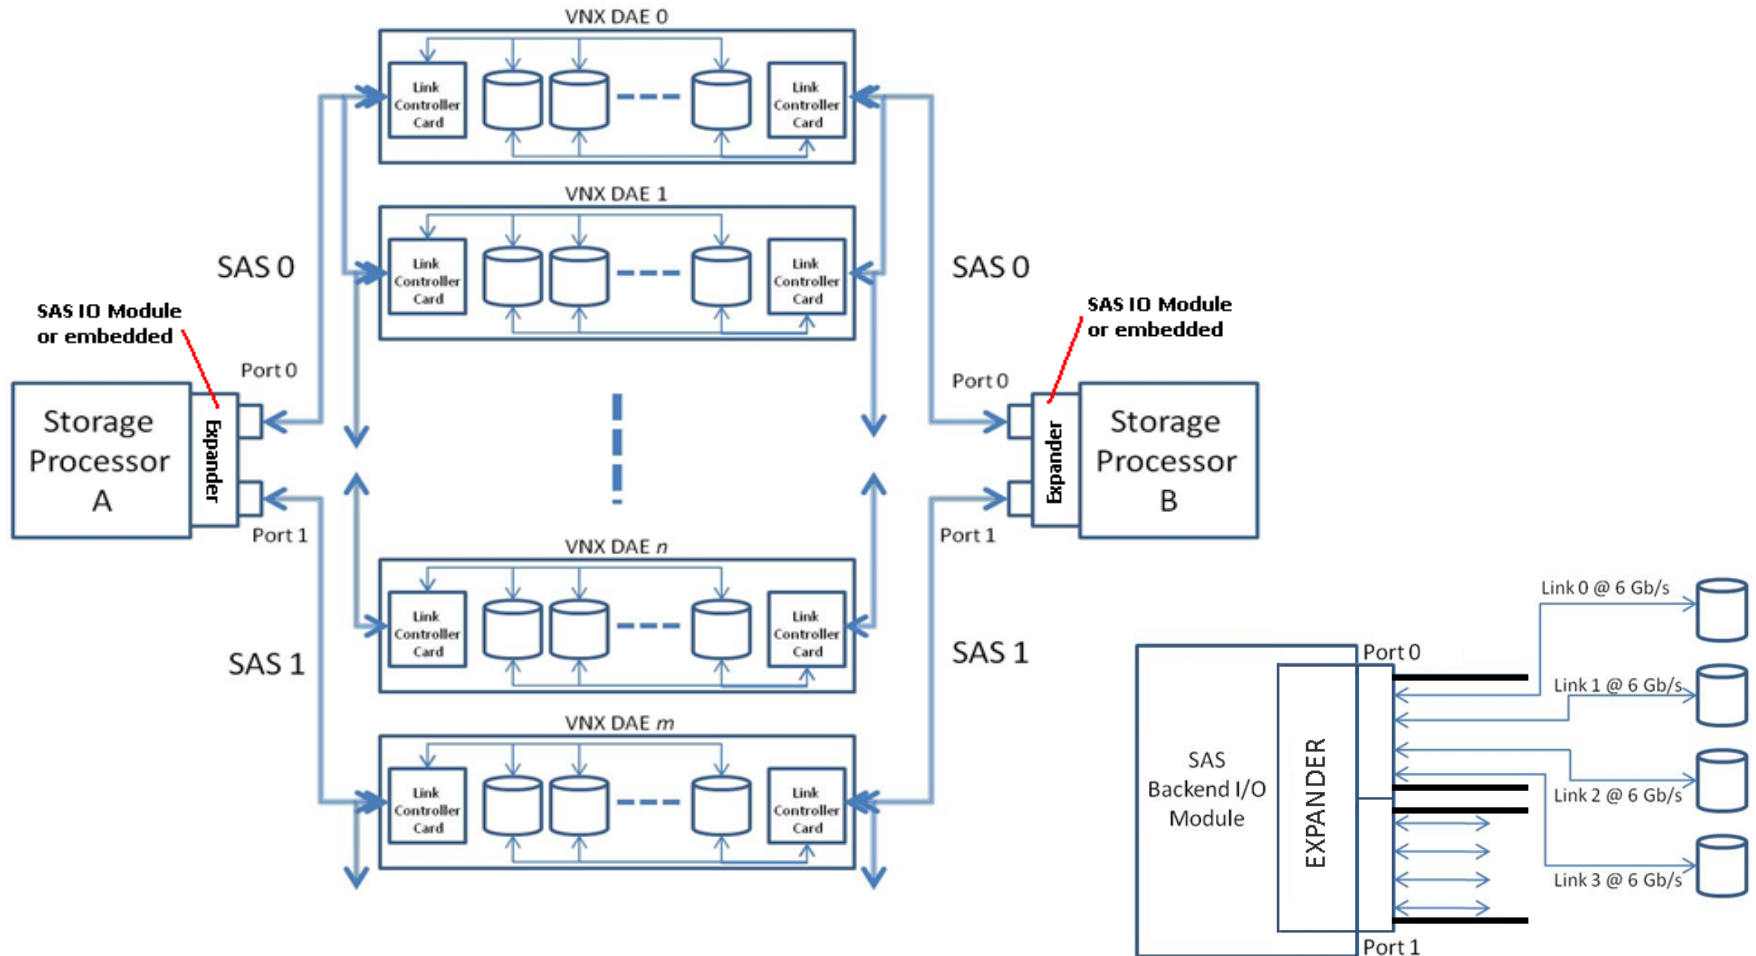 VNX DAE 0
Link
Controller
Card
Link
Controller
Card
VNX DAE 1
Link
Controller
Card
Link
Controller
Card
SAS 0
SAS 0
SAS IO Module
or embedded
SAS IO Module
or embedded
Port 0
Port 0
Storage
Processor
A
Expander
Expander
Storage
Processor
B
Port 1
Port 1
VNX DAE n
Link
Controller
Card
Link
Controller
Card
SAS 1
SAS 1
VNX DAE m
Link
Controller
Card
Link
Controller
Card
Link 0 @ 6 Gb/s
Port 0
Link 1 @ 6 Gb/s
SAS
Backend I/O
Module
EXPANDER
Link 2 @ 6 Gb/s
Link 3 @ 6 Gb/s
Port 1